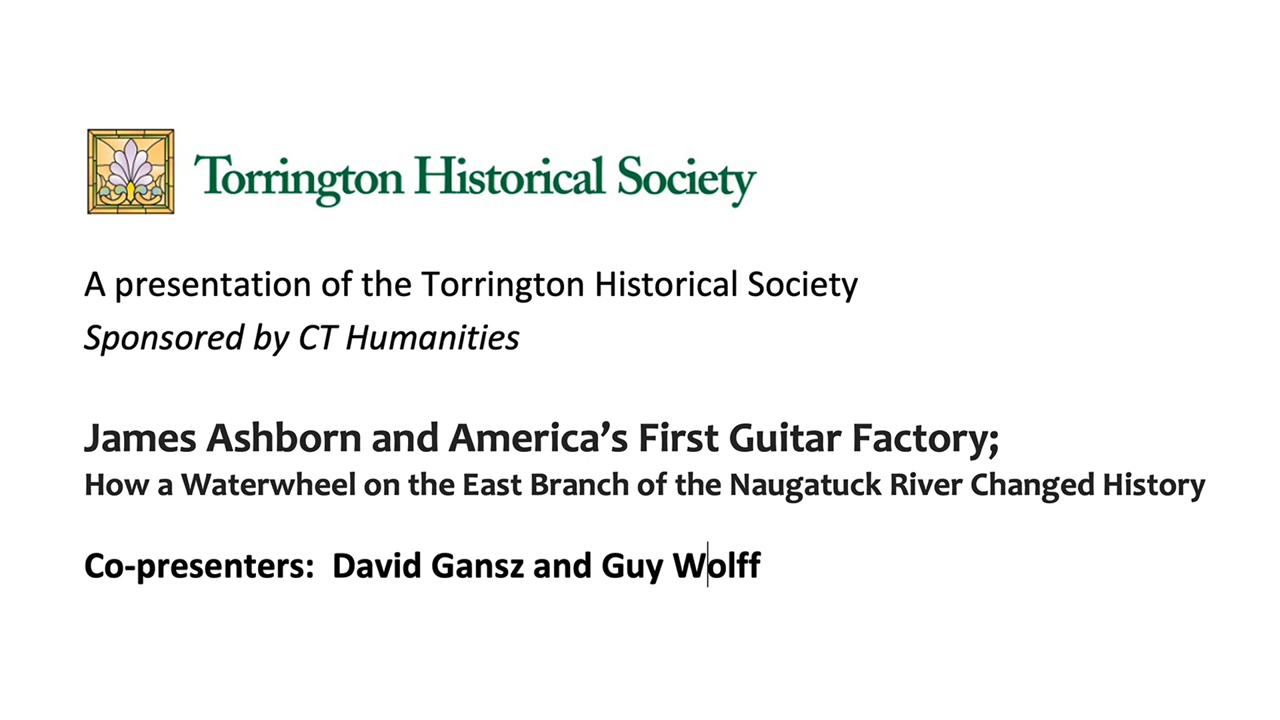 Torrington Historical Society
A presentation of the Torrington Historical Society
Sponsored by CT Humanities
James Ashborn and America's First Guitar Factory;
How a Waterwheel on the East Branch of the Naugatuck River Changed History
Co-presenters:  David Gansz and Guy Wolff